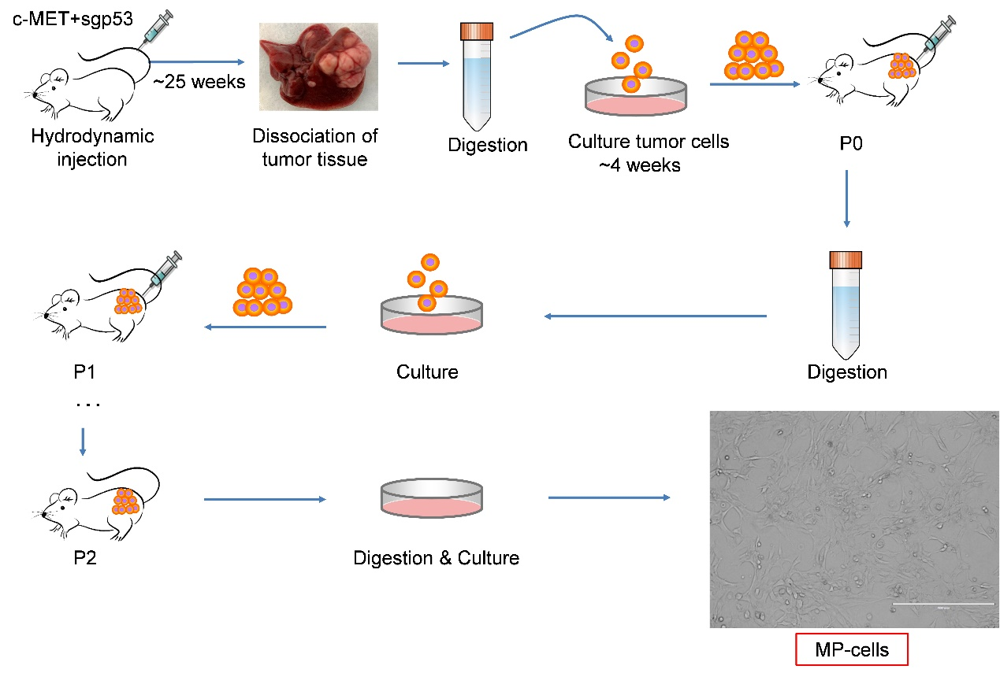 c-MET+sgp53
~25 weeks
Hydrodynamic
injection
Dissociation of
tumor tissue
Digestion
Culture tumor cells
~4 weeks
P0
P1
...
Culture
Digestion
P2
Digestion & Culture
MP-cells